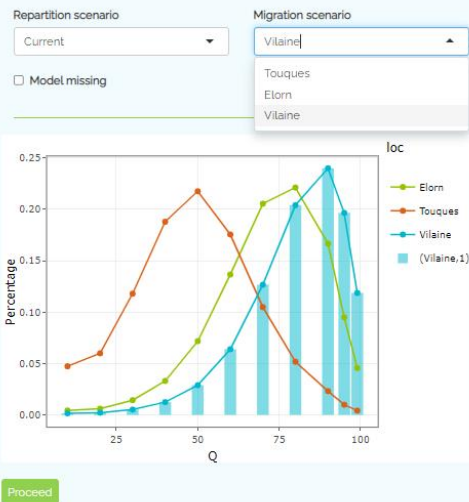 Repartition scenario
Migration scenario
Current
Vilaine
Touques
Elorn
Vilaine
Model missing
loc
0.25
0.20
0.15
0.10
0.05
0.00
Percentage
25
50
75
100
Q
Elorn
Touques
Vilaine
(Vilaine,1)
Proceed